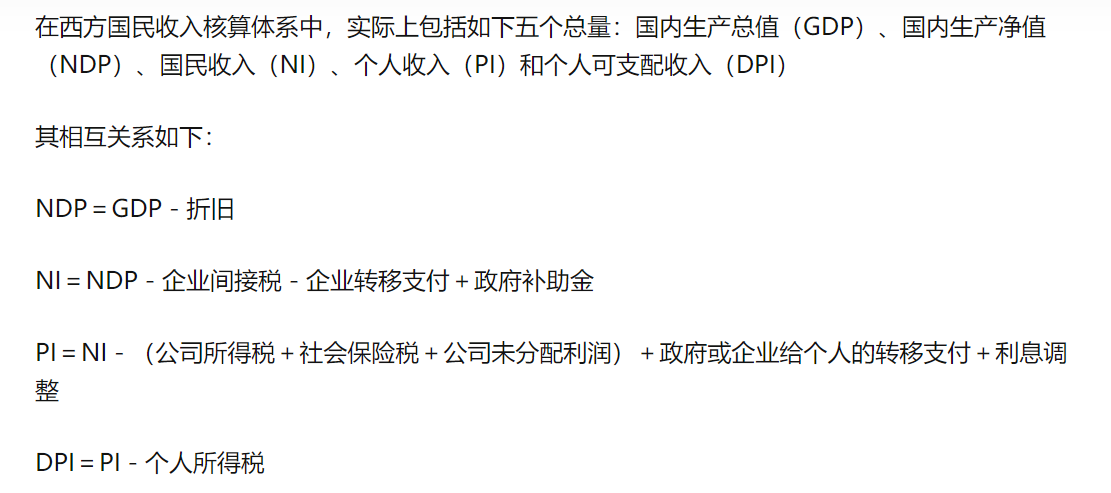 在西方国民收入核算体系中，实际上包括如下五个总量：国内生产总值（GDP）、国内生产净值
（NDP）、国民收入（NI）、个人收入（PI）和个人可支配收入（DPI）
其相互关系如下：
NDP＝GDP－折旧
NI＝NDP－企业间接税－企业转移支付＋政府补助金
PI＝NI－（公司所得税＋社会保险税＋公司未分配利润）＋政府或企业给个人的转移支付＋利息调
整
DPI＝PI－个人所得税